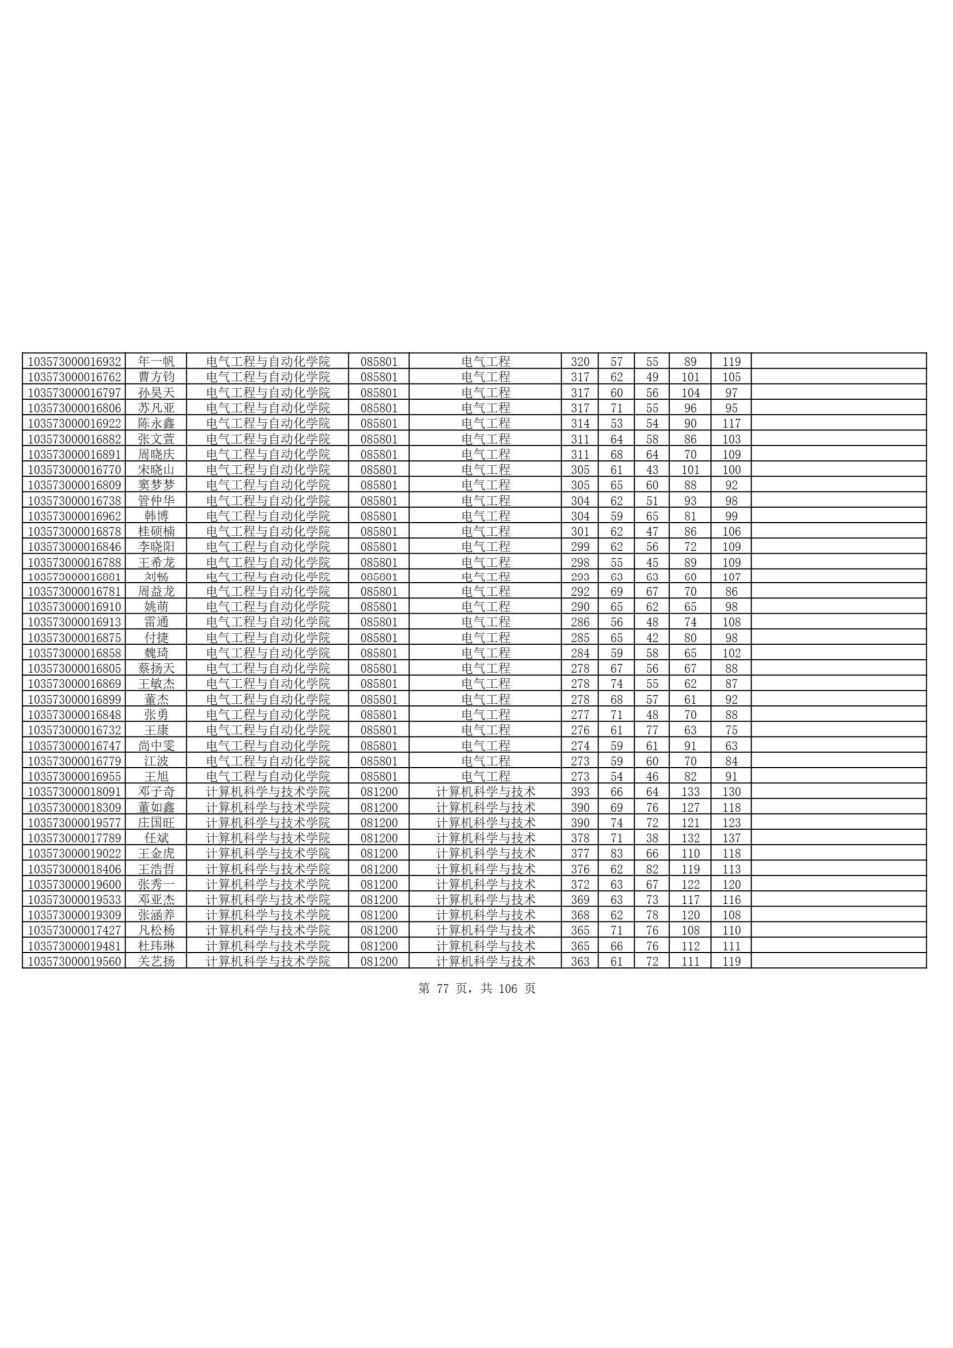 103573000016932 年一帆 电气工程与自动化学院 085801 电气工程 320 57 55 89 119
103573000016762 曹方钧 电气工程与自动化学院 085801 电气工程 317 62 49 101 105
103573000016797 孙昊天 电气工程与自动化学院 085801 电气工程 317 60 56 104 97
103573000016806 苏凡亚 电气工程与自动化学院 085801 电气工程 317 71 55 96 95
103573000016922 陈永鑫 电气工程与自动化学院 085801 电气工程 314 53 54 90 117
103573000016882 张文萱 电气工程与自动化学院 085801 电气工程 311 64 58 86 103
103573000016891 周晓庆 电气工程与自动化学院 085801 电气工程 311 68 64 70 109
103573000016770 宋晓山 电气工程与自动化学院 085801 电气工程 305 61 43 101 100
103573000016809 窦梦梦 电气工程与自动化学院 085801 电气工程 305 65 60 88 92
103573000016738 管仲华 电气工程与自动化学院 085801 电气工程 304 62 51 93 98
103573000016962 韩博 电气工程与自动化学院 085801 电气工程 304 59 65 81 99
103573000016878 桂硕楠 电气工程与自动化学院 085801 电气工程 301 62 47 86 106
103573000016846 李晓阳 电气工程与自动化学院 085801 电气工程 299 62 56 72 109
103573000016788 王希龙 电气工程与自动化学院 085801 电气工程 298 55 45 89 109
103573000016881 刘畅 电气工程与自动化学院 085801 电气工程 293 63 63 60 107
103573000016781 周益龙 电气工程与自动化学院 085801 电气工程 292 69 67 70 86
103573000016910 姚萌 电气工程与自动化学院 085801 电气工程 290 65 62 65 98
103573000016913 雷通 电气工程与自动化学院 085801 电气工程 286 56 48 74 108
103573000016875 付捷 电气工程与自动化学院 085801 电气工程 285 65 42 80 98
103573000016858 魏琦 电气工程与自动化学院 085801 电气工程 284 59 58 65 102
103573000016805 蔡扬天 电气工程与自动化学院 085801 电气工程 278 67 56 67 88
103573000016869 王敏杰 电气工程与自动化学院 085801 电气工程 278 74 55 62 87
103573000016899 董杰 电气工程与自动化学院 085801 电气工程 278 68 57 61 92
103573000016848 张勇 电气工程与自动化学院 085801 电气工程 277 71 48 70 88
103573000016732 王康 电气工程与自动化学院 085801 电气工程 276 61 77 63 75
103573000016747 尚中雯 电气工程与自动化学院 085801 电气工程 274 59 61 91 63
103573000016779 江波 电气工程与自动化学院 085801 电气工程 273 59 60 70 84
103573000016955 王旭 电气工程与自动化学院 085801 电气工程 273 54 46 82 91
103573000018091 邓子奇 计算机科学与技术学院 081200 计算机科学与技术 393 66 64 133 130
103573000018309 董如鑫 计算机科学与技术学院 081200 计算机科学与技术 390 69 76 127 118
103573000019577 庄国旺 计算机科学与技术学院 081200 计算机科学与技术 390 74 72 121 123
103573000017789 任斌 计算机科学与技术学院 081200 计算机科学与技术 378 71 38 132 137
103573000019022 王金虎 计算机科学与技术学院 081200 计算机科学与技术 377 83 66 110 118
103573000018406 王浩哲 计算机科学与技术学院 081200 计算机科学与技术 376 62 82 119 113
103573000019600 张秀一 计算机科学与技术学院 081200 计算机科学与技术 372 63 67 122 120
103573000019533 邓亚杰 计算机科学与技术学院 081200 计算机科学与技术 369 63 73 117 116
103573000019309 张涵养 计算机科学与技术学院 081200 计算机科学与技术 368 62 78 120 108
103573000017427 凡松杨 计算机科学与技术学院 081200 计算机科学与技术 365 71 76 108 110
103573000019481 杜玮琳 计算机科学与技术学院 081200 计算机科学与技术 365 66 76 112 111
103573000019560 关艺扬 计算机科学与技术学院 081200 计算机科学与技术 363 61 72 111 119
第 77 页，共 106 页